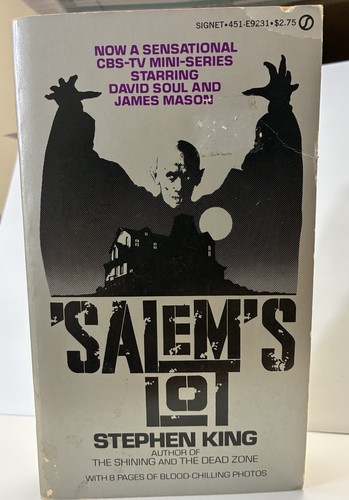 SIGNET•451-E9231•$2.75
NOW A SENSATIONAL
CBS-TV MINI-SERIES
STARRING
DAVID SOUL AND
JAMES MASON
'SALEM'S
LOT
STEPHEN KING
AUTHOR OF
THE SHINING AND THE DEAD ZONE
WITH 8 PAGES OF BLOOD-CHILLING PHOTOS